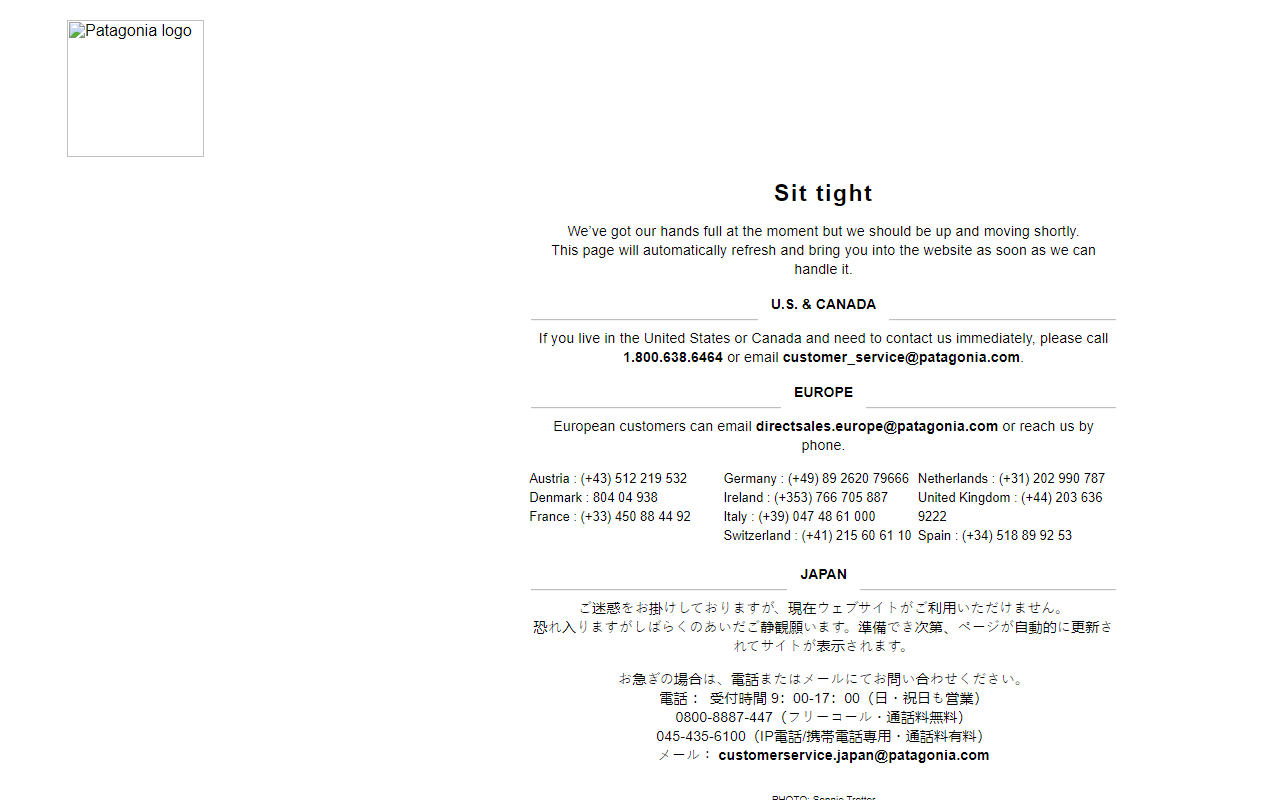 Patagonia logo
Sit tight
We’ve got our hands full at the moment but we should be up and moving shortly.
This page will automatically refresh and bring you into the website as soon as we can
handle it.
U.S. & CANADA
If you live in the United States or Canada and need to contact us immediately, please call
1.800.638.6464 or email customer_service@patagonia.com.
EUROPE
European customers can email directsales.europe@patagonia.com or reach us by
phone.
Austria : (+43) 512 219 532
Denmark : 804 04 938
France : (+33) 450 88 44 92
Germany : (+49) 89 2620 79666
Ireland : (+353) 766 705 887
Italy : (+39) 047 48 61 000
Switzerland : (+41) 215 60 61 10
Netherlands : (+31) 202 990 787
United Kingdom : (+44) 203 636
9222
Spain : (+34) 518 89 92 53
JAPAN
ご迷惑をお掛けしておりますが、現在ウェブサイトがご利用いただけません。
恐れ入りますがしばらくのあいだご静観願います。準備でき次第、ページが自動的に更新さ
れてサイトが表示されます。
お急ぎの場合は、電話またはメールにてお問い合わせください。
電話： 受付時間 9：00-17：00（日・祝日も営業）
0800-8887-447（フリーコール・通話料無料）
045-435-6100（IP電話/携帯電話専用・通話料有料）
メール： customerservice.japan@patagonia.com
PHOTO: Sonnie Trotter